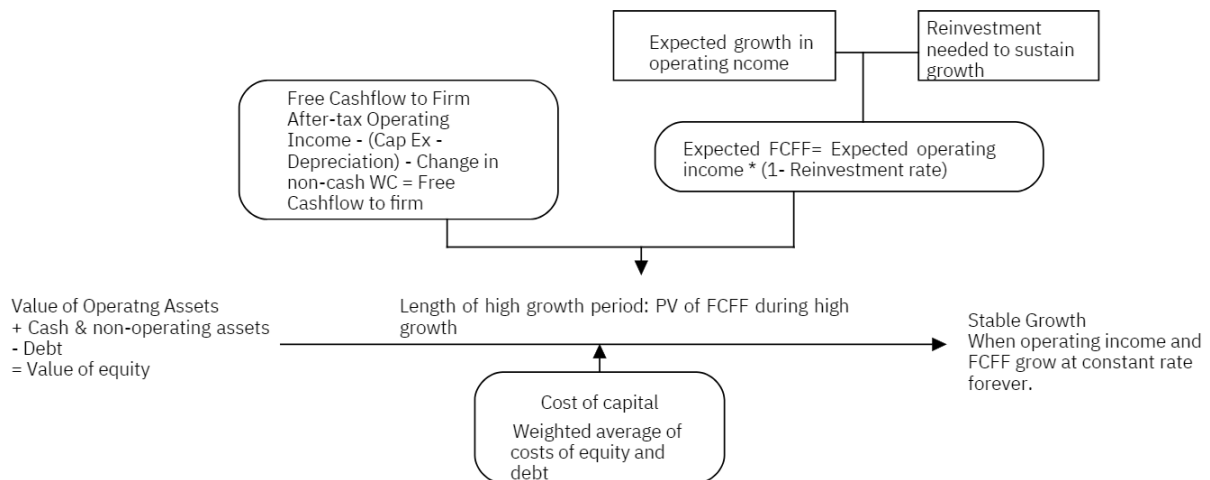 Expected growth in
operating ncome
Reinvestment
needed to sustain
growth
Free Cashflow to Firm
After-tax Operating
Income - (Cap Ex -
Depreciation) - Change in
non-cash WC = Free
Cashflow to firm
Expected FCFF= Expected operating
income * (1- Reinvestment rate)
Value of Operatng Assets
+ Cash & non-operating assets
- Debt
= Value of equity
Length of high growth period: PV of FCFF during high
growth
Stable Growth
When operating income and
FCFF grow at constant rate
forever.
Cost of capital
Weighted average of
costs of equity and
debt